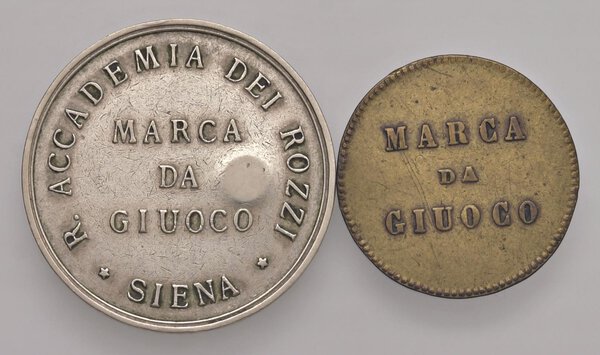 R. ACCADEMIA DEI ROZZI
MARCA
DA
GIUOCO
* SIENA *
MARCA
DA
GIUOCO